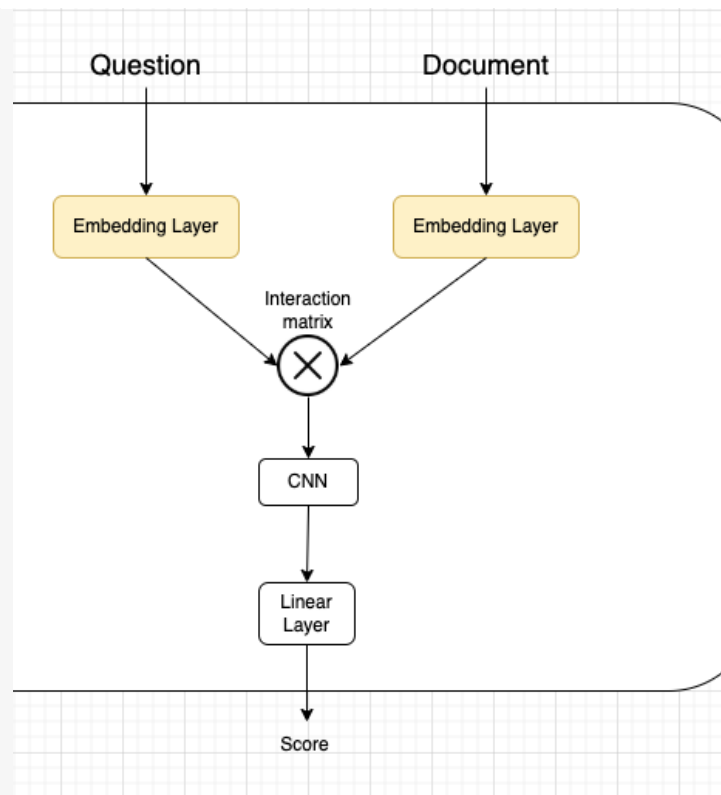 Question
Document
Embedding Layer
Embedding Layer
Interaction
matrix
CNN
Linear
Layer
Score